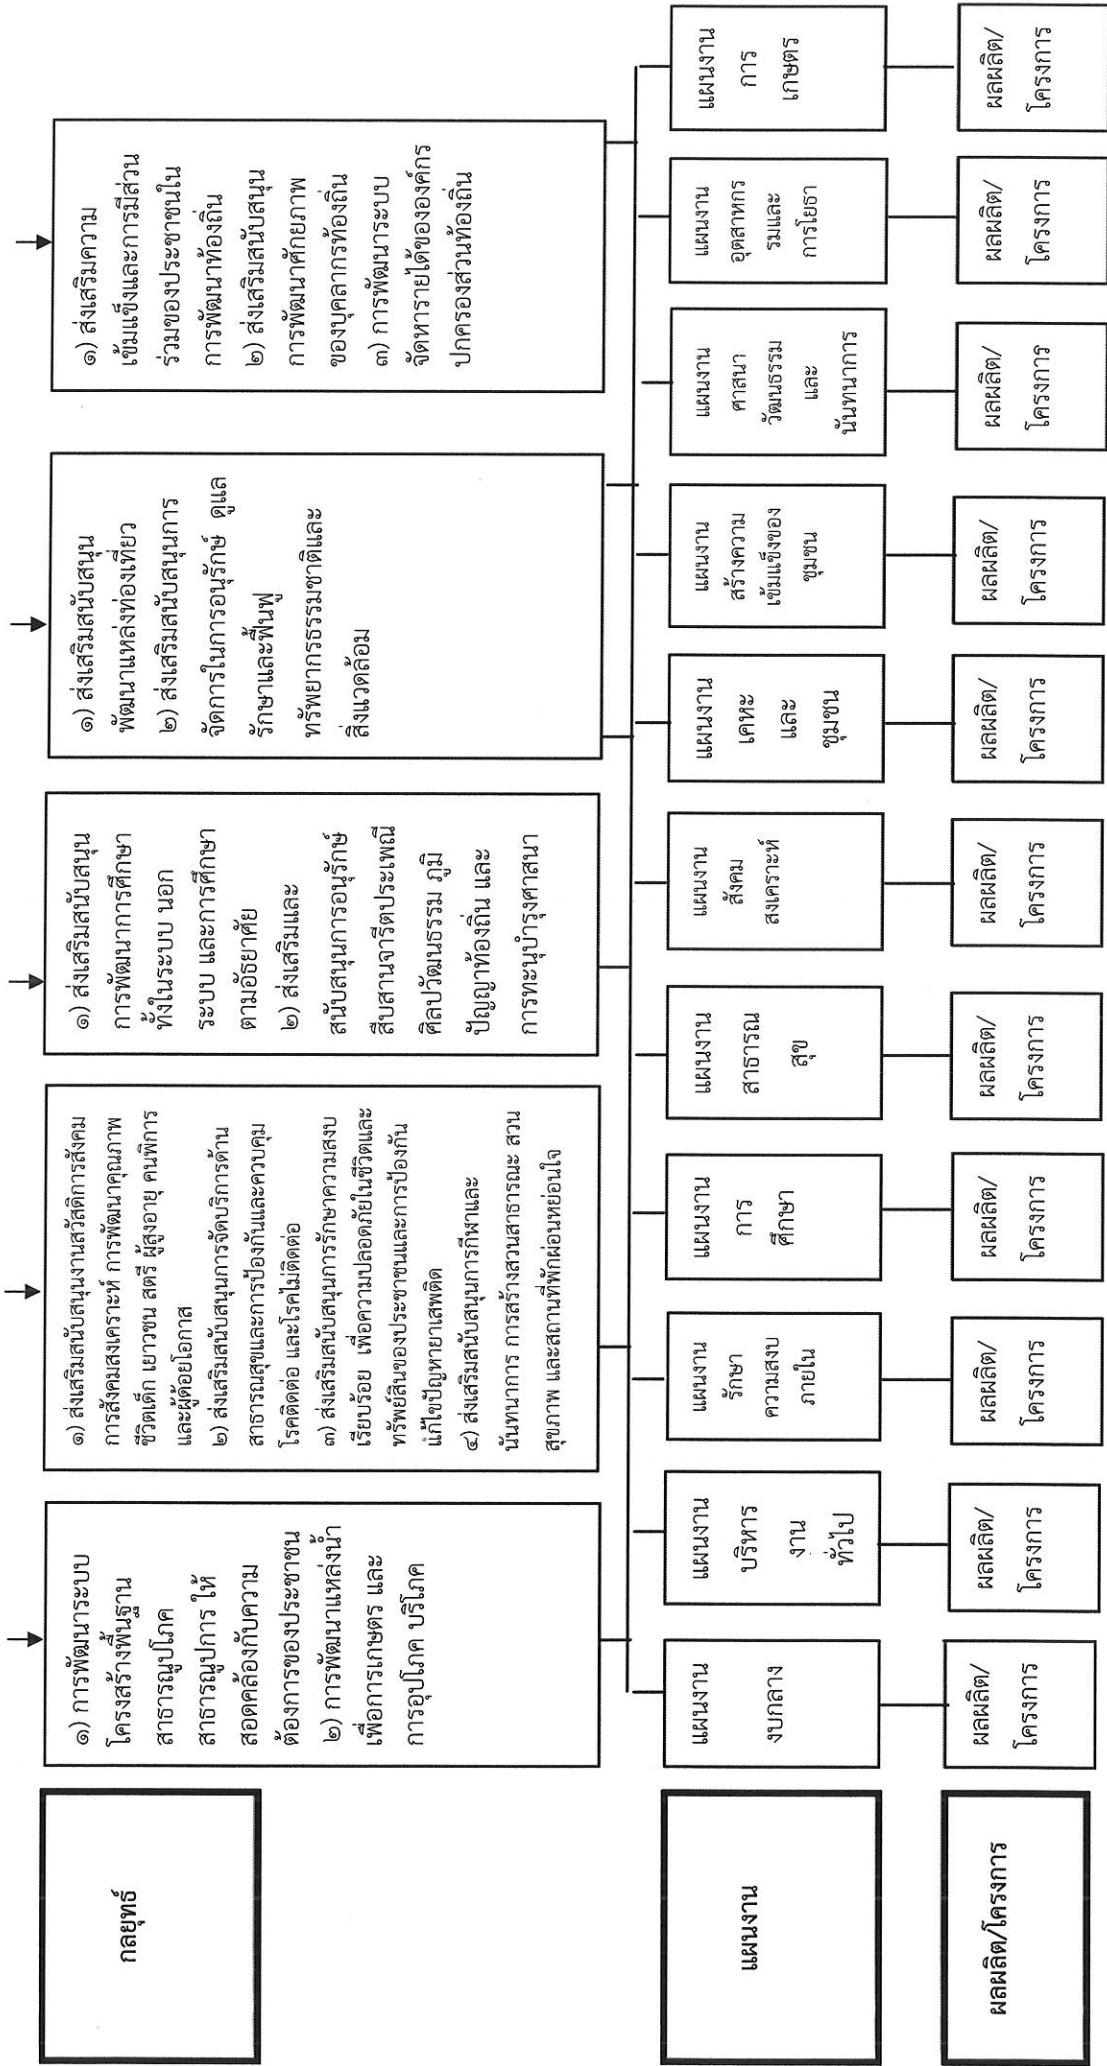 กลยุทธ์
๑) การพัฒนาระบบ
โครงสร้างพื้นฐาน
สาธารณูปโภค
สาธารณูปการ ให้
สอดคล้องกับความ
ต้องการของประชาชน
๒) การพัฒนาแหล่งน้ำ
เพื่อการเกษตร และ
การอุปโภค บริโภค
๑) ส่งเสริมสนับสนุนงานสวัสดิการสังคม
การสังคมสงเคราะห์ การพัฒนาคุณภาพ
ชีวิตเด็ก เยาวชน สตรี ผู้สูงอายุ คนพิการ
และผู้ด้อยโอกาส
๒) ส่งเสริมสนับสนุนการจัดบริการด้าน
สาธารณสุขและการป้องกันและควบคุม
โรคติดต่อ และโรคไม่ติดต่อ
๓) ส่งเสริมสนับสนุนการรักษาความสงบ
เรียบร้อย เพื่อความปลอดภัยในชีวิตและ
ทรัพย์สินของประชาชนและการป้องกัน
แก้ไขปัญหายาเสพติด
๔) ส่งเสริมสนับสนุนการกีฬาและ
นันทนาการ การสร้างสวนสาธารณะ สวน
สุขภาพ และสถานที่พักผ่อนหย่อนใจ
๑) ส่งเสริมสนับสนุน
การพัฒนาการศึกษา
ทั้งในระบบ นอก
ระบบ และการศึกษา
ตามอัธยาศัย
๒) ส่งเสริมและ
สนับสนุนการอนุรักษ์
สืบสานจารีตประเพณี
ศิลปวัฒนธรรม ภูมิ
ปัญญาท้องถิ่น และ
การทะนุบำรุงศาสนา
๑) ส่งเสริมสนับสนุน
พัฒนาแหล่งท่องเที่ยว
๒) ส่งเสริมสนับสนุนการ
จัดการในการอนุรักษ์ ดูแล
รักษาและฟื้นฟู
ทรัพยากรธรรมชาติและ
สิ่งแวดล้อม
๑) ส่งเสริมความ
เข้มแข็งและการมีส่วน
ร่วมของประชาชนใน
การพัฒนาท้องถิ่น
๒) ส่งเสริมสนับสนุน
การพัฒนาศักยภาพ
ของบุคลากรท้องถิ่น
๓) การพัฒนาระบบ
จัดหารายได้ขององค์กร
ปกครองส่วนท้องถิ่น
แผนงาน
แผนงาน
งบกลาง
แผนงาน
บริหาร
งาน
ทั่วไป
แผนงาน
รักษา
ความสงบ
ภายใน
แผนงาน
การ
ศึกษา
แผนงาน
สาธารณ
สุข
แผนงาน
สังคม
สงเคราะห์
แผนงาน
เคหะ
และ
ชุมชน
แผนงาน
สร้างความ
เข้มแข็งของ
ชุมชน
แผนงาน
ศาสนา
วัฒนธรรม
และ
นันทนาการ
แผนงาน
อุตสาหกร
รมและ
การโยธา
แผนงาน
การ
เกษตร
ผลผลิต/โครงการ
ผลผลิต/
โครงการ
ผลผลิต/
โครงการ
ผลผลิต/
โครงการ
ผลผลิต/
โครงการ
ผลผลิต/
โครงการ
ผลผลิต/
โครงการ
ผลผลิต/
โครงการ
ผลผลิต/
โครงการ
ผลผลิต/
โครงการ
ผลผลิต/
โครงการ
ผลผลิต/
โครงการ